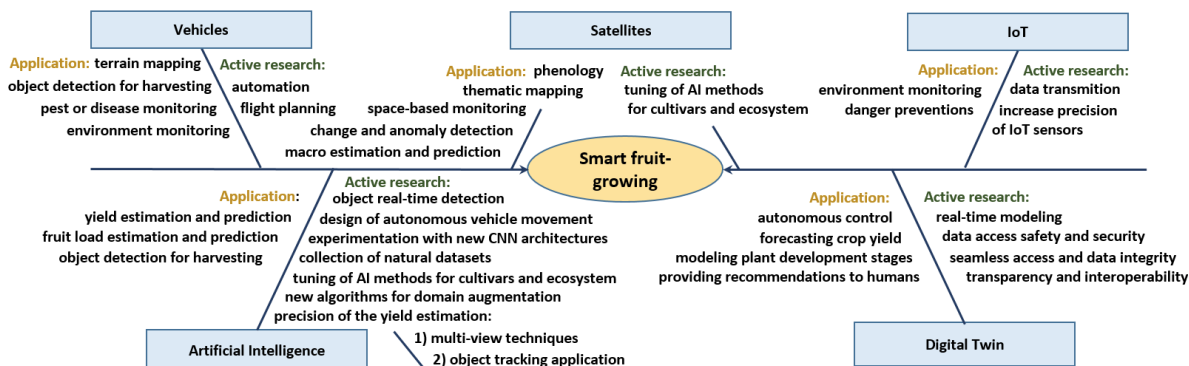 Vehicles
Application: terrain mapping
object detection for harvesting
pest or disease monitoring
environment monitoring
Active research:
automation
flight planning
Satellites
Application: phenology
thematic mapping
space-based monitoring
change and anomaly detection
macro estimation and prediction
Active research:
tuning of AI methods
for cultivars and ecosystem
IoT
Application:
environment monitoring
danger preventions
Active research:
data transmition
increase precision
of IoT sensors
Smart fruit-
growing
Application:
yield estimation and prediction
fruit load estimation and prediction
object detection for harvesting
Active research:
object real-time detection
design of autonomous vehicle movement
experimentation with new CNN architectures
collection of natural datasets
tuning of AI methods for cultivars and ecosystem
new algorithms for domain augmentation
precision of the yield estimation:
1) multi-view techniques
2) object tracking application
Artificial Intelligence
Application:
autonomous control
forecasting crop yield
modeling plant development stages
providing recommendations to humans
Active research:
real-time modeling
data access safety and security
seamless access and data integrity
transparency and interoperability
Digital Twin